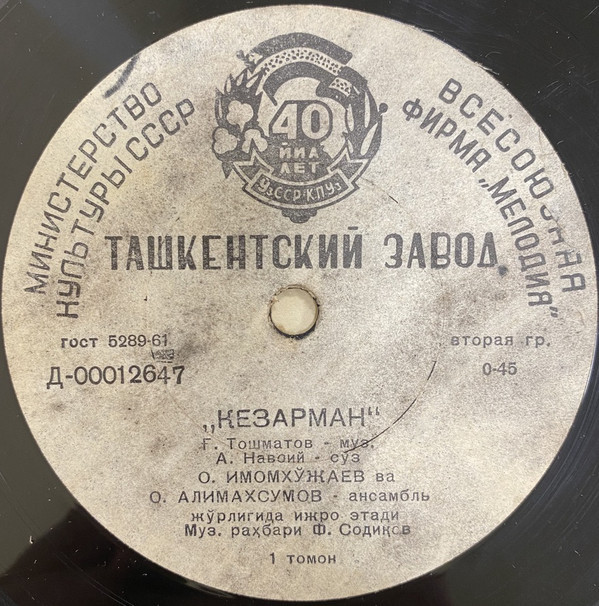 МИНИСТЕРСТВО
КУЛЬТУРЫ СССР
ВСЕСОЮЗНАЯ
ФИРМА „МЕЛОДИЯ"
40
ЙИЛ
ЛЕТ
УзССР·КПУз
ТАШКЕНТСКИЙ ЗАВОД
ГОСТ 5289-61
Д-00012647
вторая гр.
0-45
„КЕЗАРМАН"
Ғ. Тошматов - муз.
А. Навоий - сўз
О. ИМОМХЎЖАЕВ ва
О. АЛИМАХСУМОВ - ансамбль
жўрлигида ижро этади
Муз. раҳбари Ф. Содиқов
1 томон